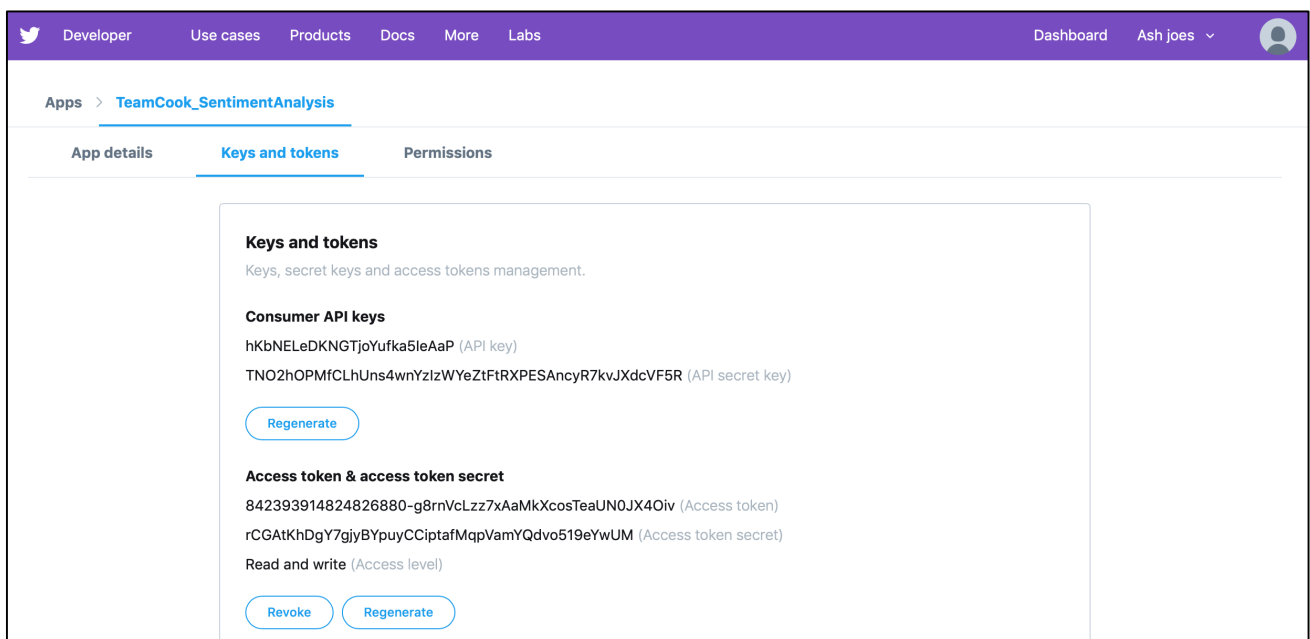 Developer Use cases Products Docs More Labs Dashboard Ash joes
Apps > TeamCook_SentimentAnalysis
App details Keys and tokens Permissions
Keys and tokens
Keys, secret keys and access tokens management.
Consumer API keys
(API key)
(API secret key)
Regenerate
Access token & access token secret
842393914824826880-g8rnVcLzz7xAaMkXcosTeaUN0JX4Oiv (Access token)
rCGAtKhDgY7gjyBYpuyCCiptafMqpVamYQdvo519eYwUM (Access token secret)
Read and write (Access level)
Revoke Regenerate